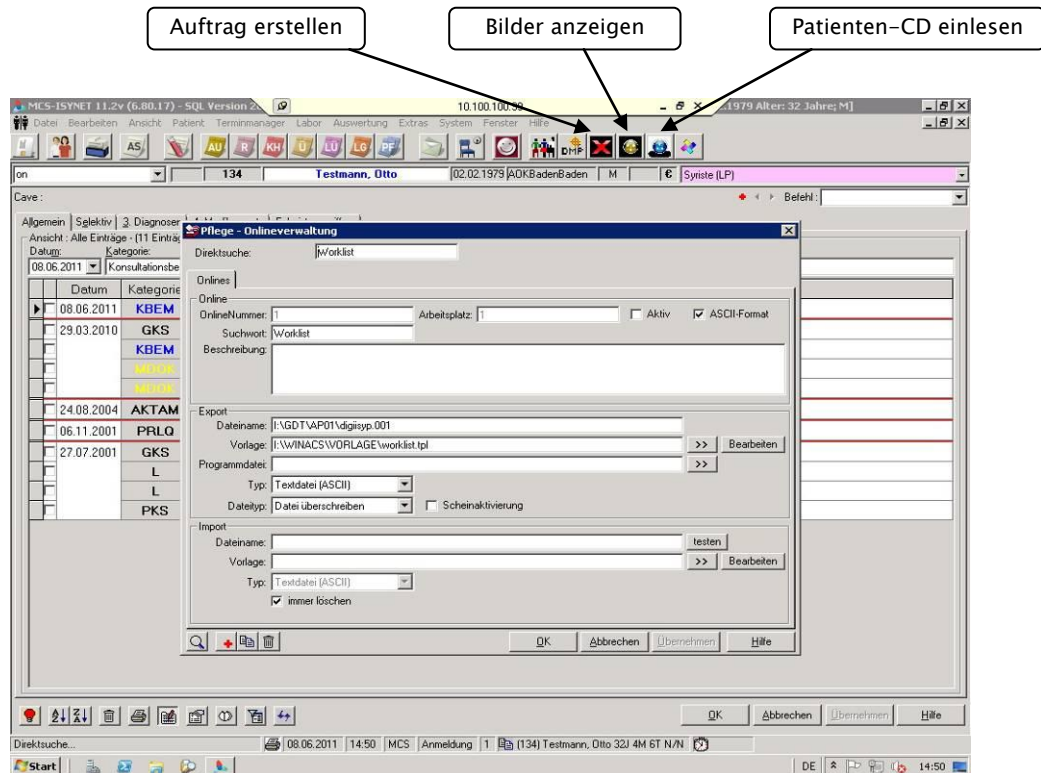 Auftrag erstellen Bilder anzeigen Patienten-CD einlesen
MCS-ISYNET 11.2v (6.80.17) - SQL Version 10.100.100.39 1979 Alter: 32 Jahre; M]
Datei Bearbeiten Ansicht Patient Terminmanager Labor Auswertung Extras System Fenster Hilfe
AS AU R KH Ü LÜ LG PF DMP
on 134 Testmann, Otto 02.02.1979 AOKBadenBaden M € Syriste (LP)
Cave : Befehl :
Allgemein Selektiv 3. Diagnosen
Ansicht : Alle Einträge - (11 Einträg
Datum: Kategorie:
08.06.2011 Konsultationsbe
Datum Kategorie
08.06.2011 KBEM
29.03.2010 GKS
KBEM
24.08.2004 AKTAM
06.11.2001 PRLQ
27.07.2001 GKS
L
L
PKS
Pflege - Onlineverwaltung
Direktsuche: Worklist
Onlines
Online
OnlineNummer: 1 Arbeitsplatz: 1 Aktiv ASCII-Format
Suchwort: Worklist
Beschreibung:
Export
Dateiname: I:\GDT\AP01\digiisyp.001
Vorlage: I:\WINACS\VORLAGE\worklist.tpl >> Bearbeiten
Programmdatei: >>
Typ: Textdatei (ASCII)
Dateityp: Datei überschreiben Scheinaktivierung
Import
Dateiname: testen
Vorlage: >> Bearbeiten
Typ: Textdatei (ASCII)
immer löschen
OK Abbrechen Übernehmen Hilfe
OK Abbrechen Übernehmen Hilfe
Direktsuche... 08.06.2011 14:50 MCS Anmeldung 1 (134) Testmann, Otto 32J 4M 6T N/N
Start DE 14:50